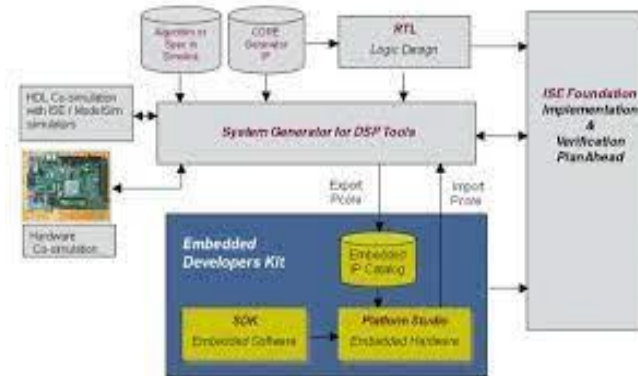 Algorithm or
Spec in
Simulink
CORE
Generator
IP
RTL
Logic Design
HDL Co-simulation
with ISE / ModelSim
simulators
System Generator for DSP Tools
ISE Foundation
Implementation
&
Verification
PlanAhead
Hardware
Co-simulation
Export
Pcore
Import
Pcore
Embedded
Developers Kit
Embedded
IP Catalog
SDK
Embedded Software
Platform Studio
Embedded Hardware